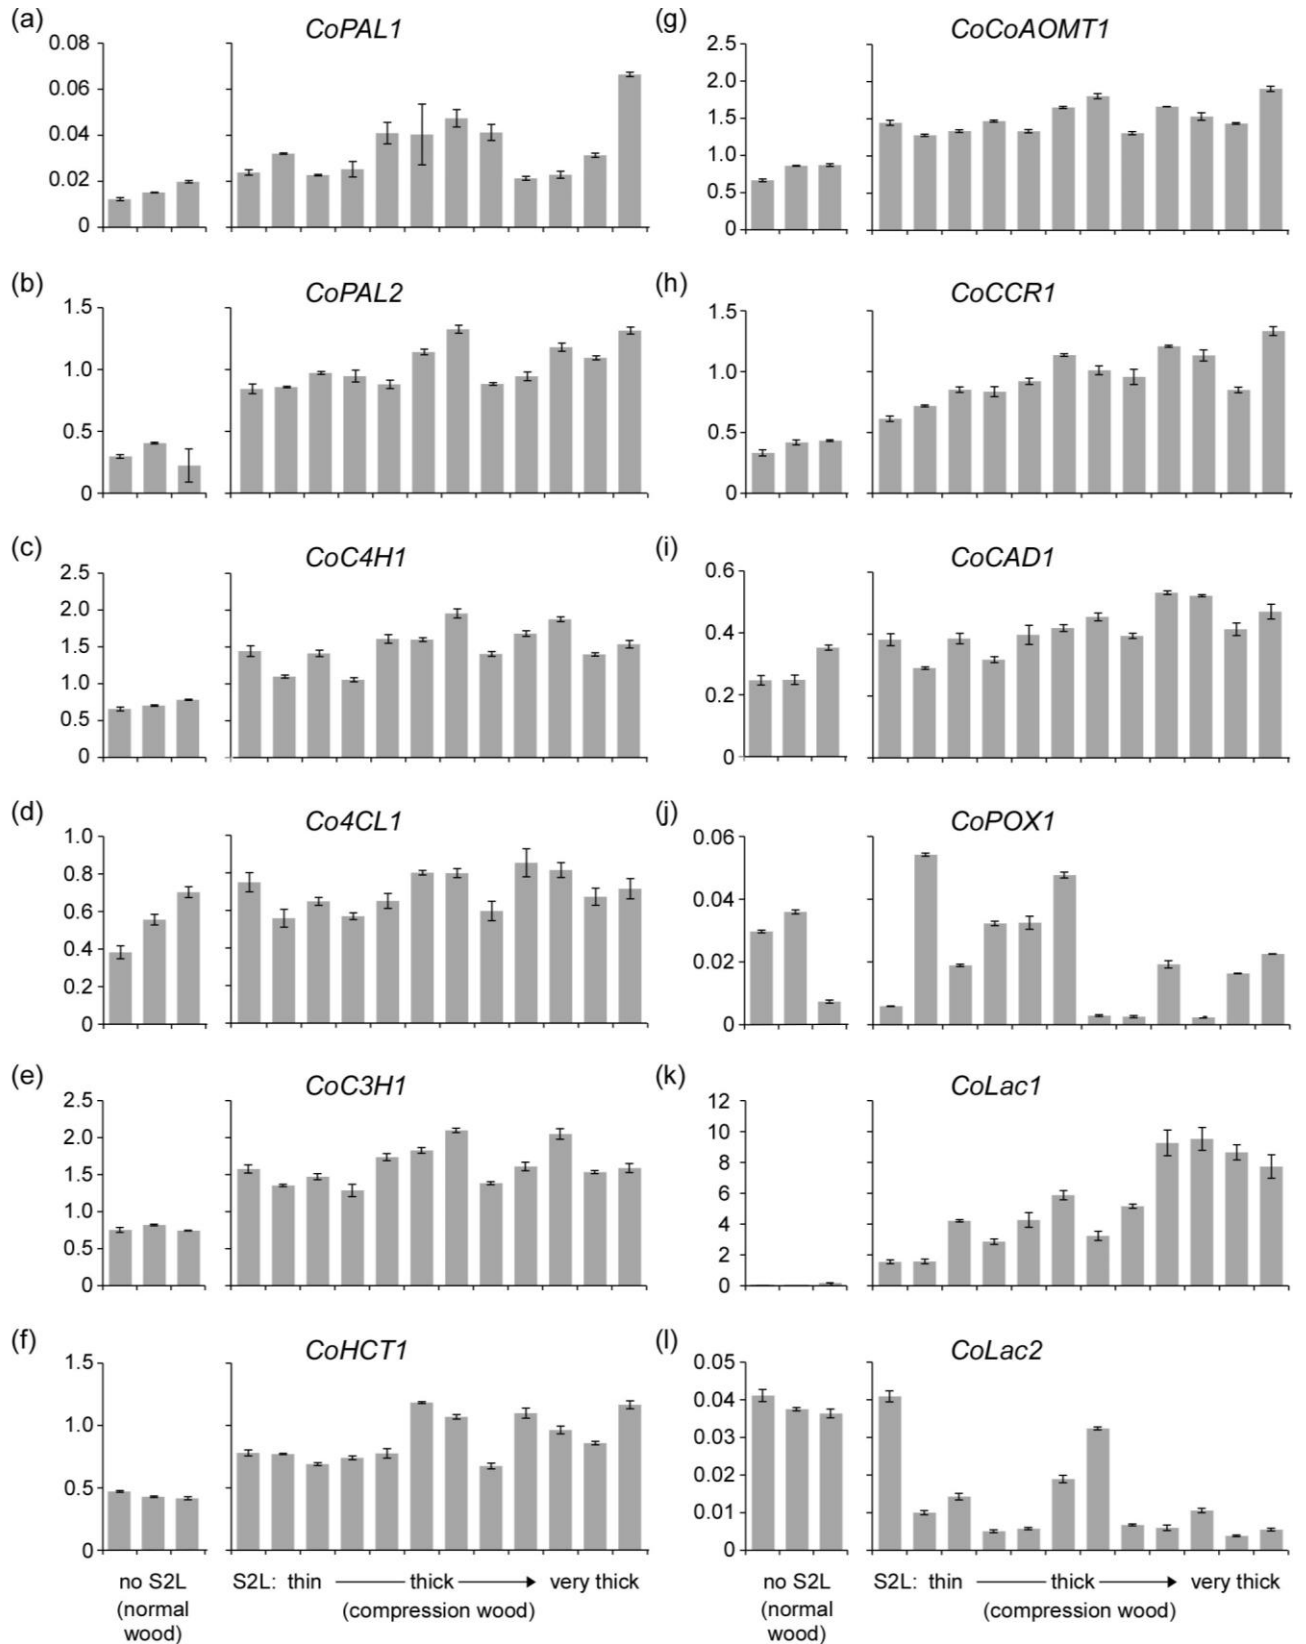 (a)
CoPAL1
0.08
0.06
0.04
0.02
0
(b)
CoPAL2
1.5
1.0
0.5
0
(c)
CoC4H1
2.5
2.0
1.5
1.0
0.5
0
(d)
Co4CL1
1.0
0.8
0.6
0.4
0.2
0
(e)
CoC3H1
2.5
2.0
1.5
1.0
0.5
0
(f)
CoHCT1
1.5
1.0
0.5
0
no S2L
(normal
wood)
S2L: thin thick very thick
(compression wood)
(g)
CoCoAOMT1
2.5
2.0
1.5
1.0
0.5
0
(h)
CoCCR1
1.5
1.0
0.5
0
(i)
CoCAD1
0.6
0.4
0.2
0
(j)
CoPOX1
0.06
0.04
0.02
0
(k)
CoLac1
12
10
8
6
4
2
0
(l)
CoLac2
0.05
0.04
0.03
0.02
0.01
0
no S2L
(normal
wood)
S2L: thin thick very thick
(compression wood)